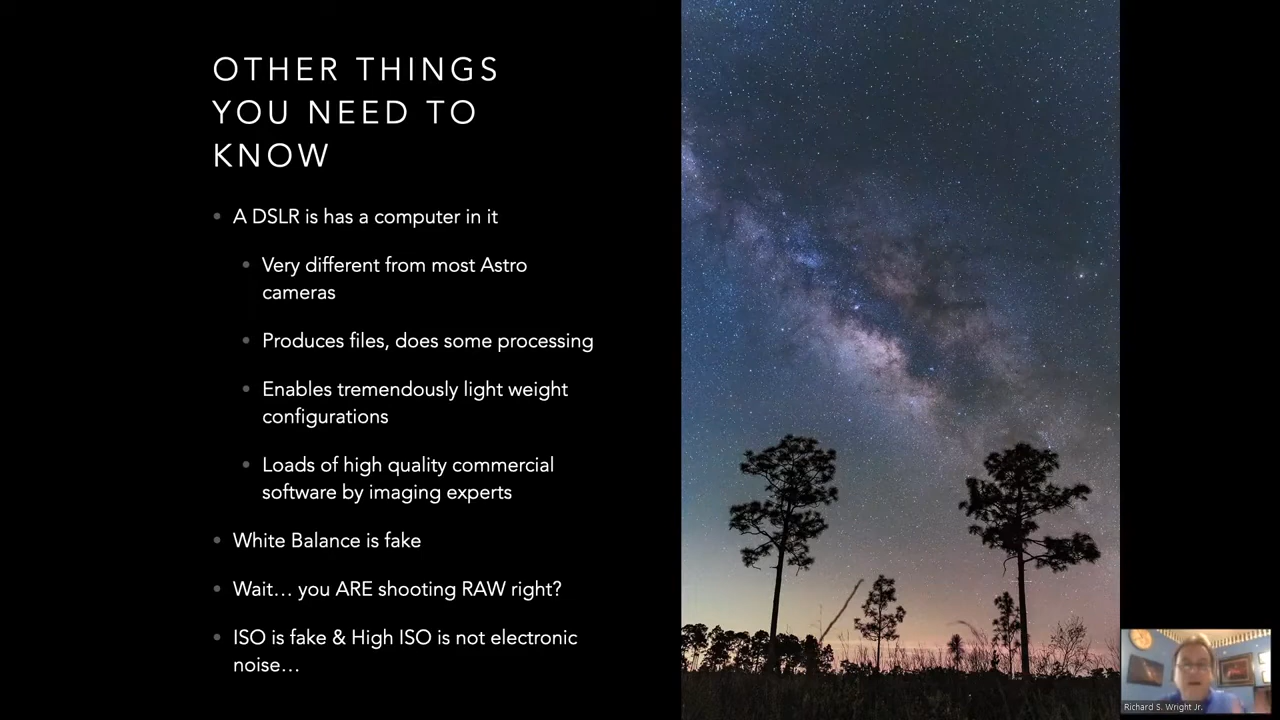 OTHER THINGS
YOU NEED TO
KNOW
• A DSLR is has a computer in it
• Very different from most Astro
cameras
• Produces files, does some processing
• Enables tremendously light weight
configurations
• Loads of high quality commercial
software by imaging experts
• White Balance is fake
• Wait… you ARE shooting RAW right?
• ISO is fake & High ISO is not electronic
noise…
Richard S. Wright Jr.